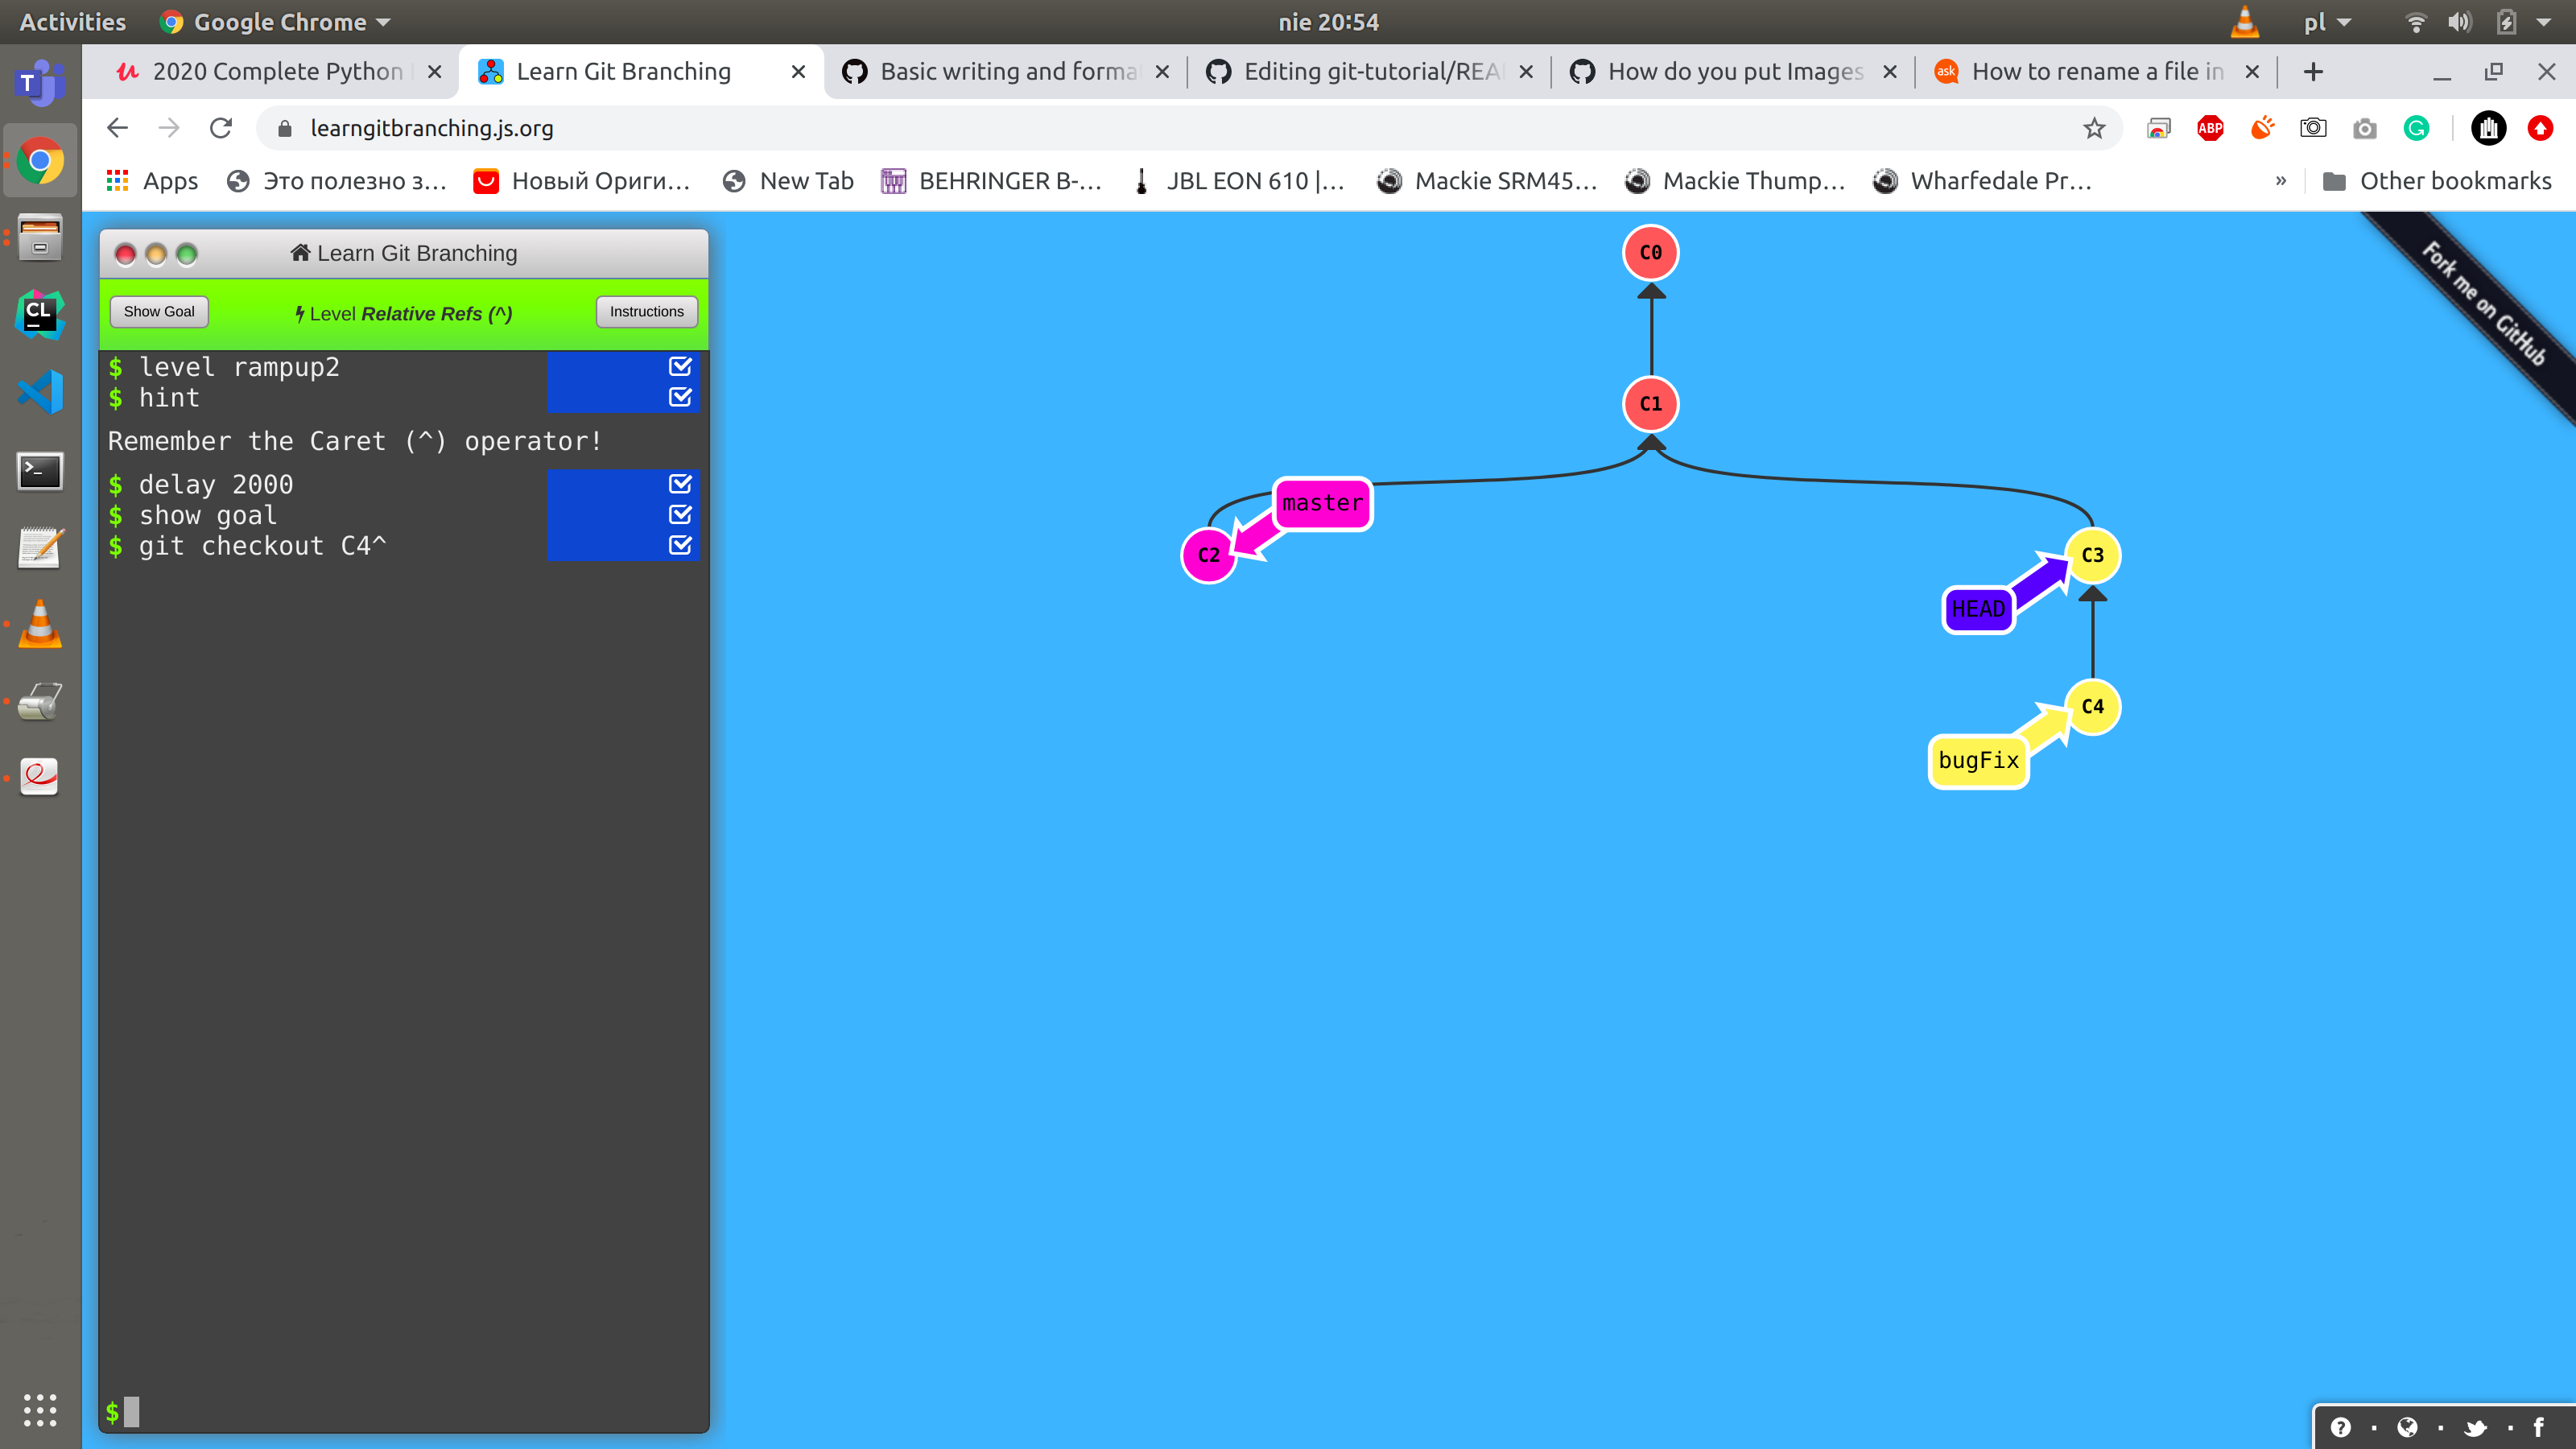 Activities Google Chrome nie 20:54 pl
2020 Complete Python Learn Git Branching Basic writing and forma Editing git-tutorial/REA How do you put Images ask How to rename a file in
learngitbranching.js.org ABP
Apps Это полезно з... Новый Ориги... New Tab BEHRINGER B-... JBL EON 610 |... Mackie SRM45... Mackie Thump... Wharfedale Pr... » Other bookmarks
Learn Git Branching
Show Goal Level Relative Refs (^) Instructions
$ level rampup2
$ hint
Remember the Caret (^) operator!
$ delay 2000
$ show goal
$ git checkout C4^
$
C0
C1
master
C2
C3
HEAD
C4
bugFix
Fork me on GitHub
T
CL